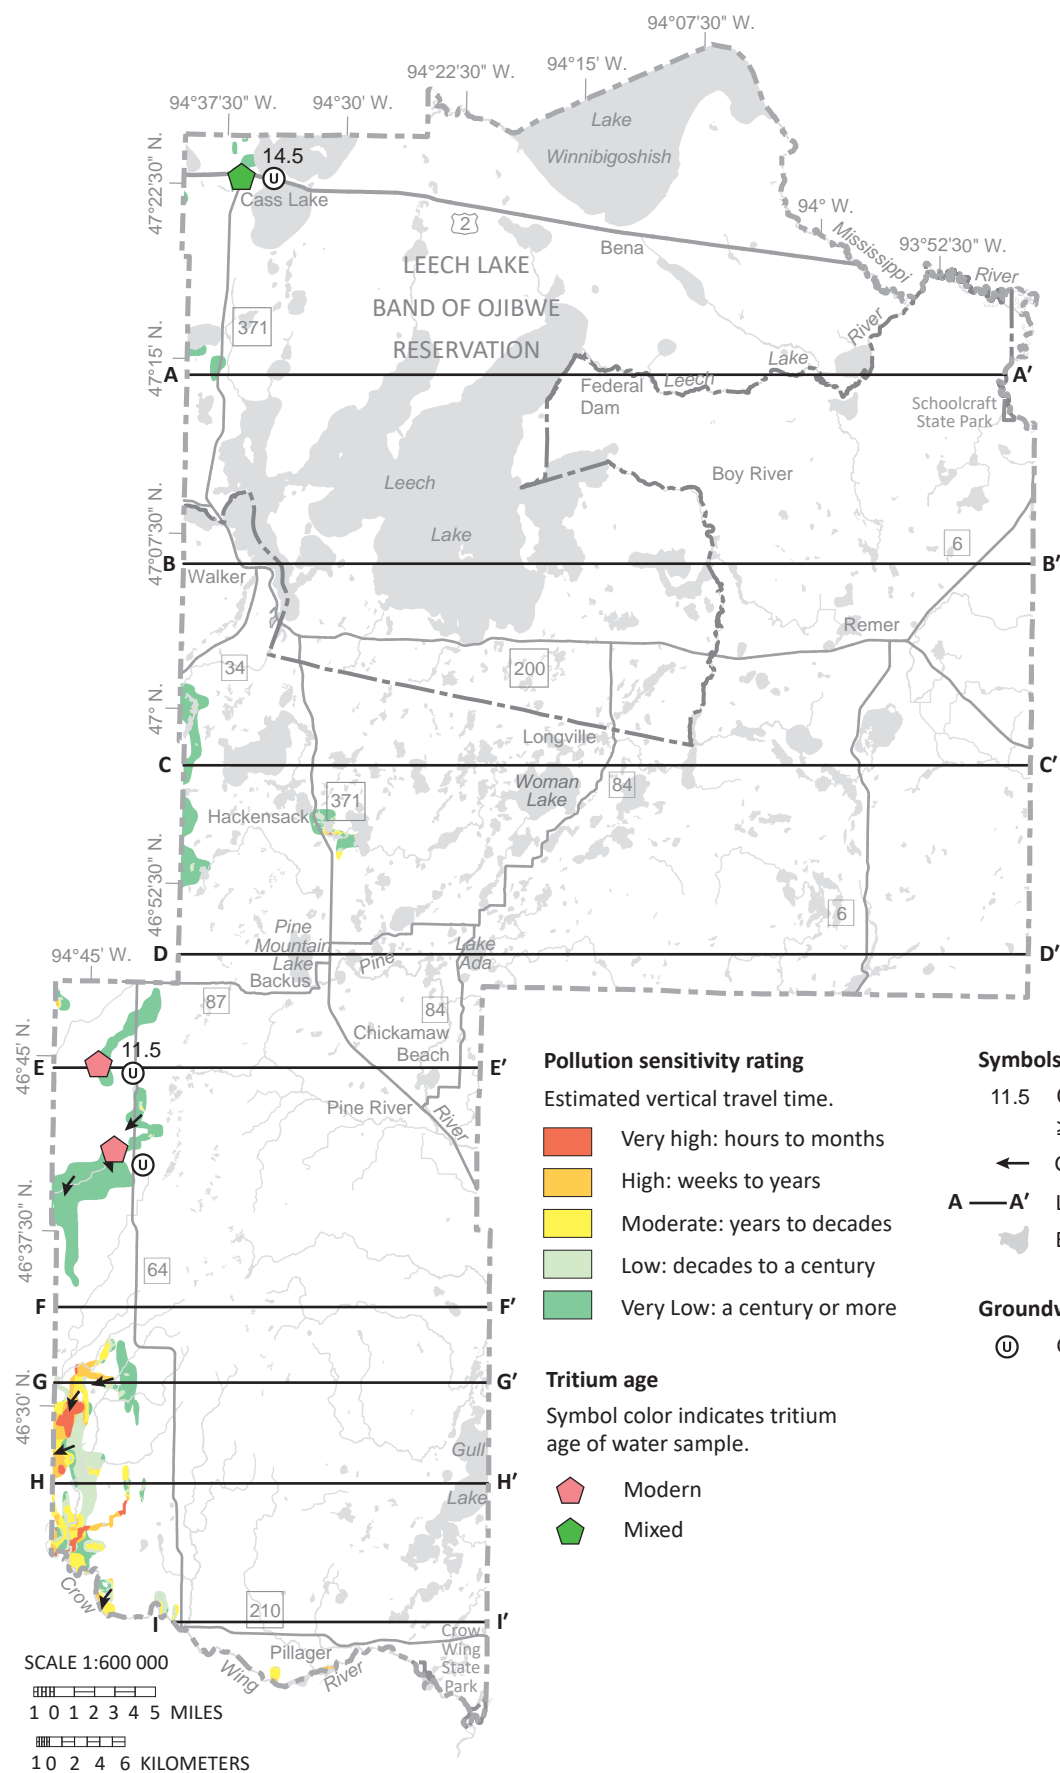 94°07'30" W.
94°15' W.
94°22'30" W.
94°37'30" W.
94°30' W.
Lake
Winnibigoshish
47°22'30" N.
14.5
U
Cass Lake
2
94° W.
Mississippi
River
93°52'30" W.
Bena
LEECH LAKE
BAND OF OJIBWE
RESERVATION
371
River
Lake
Leech
47°15' N.
A
A′
Federal
Dam
Schoolcraft
State Park
Leech
Lake
Boy River
47°07'30" N.
6
B
B′
Walker
Remer
34
200
47° N.
Longville
C
C′
Woman
Lake
84
371
Hackensack
46°52'30" N.
6
Pine
Mountain
Lake
Lake
Ada
Pine
D
D′
94°45' W.
Backus
87
84
Chickamaw
Beach
46°45' N.
11.5
E
E′
U
Pine River
River
U
46°37'30" N.
64
F
F′
G
G′
46°30' N.
Gull
Lake
H
H′
Crow
I
I′
210
Crow
Wing
State
Park
Pillager
Wing
River
SCALE 1:600 000
1 0 1 2 3 4 5 MILES
1 0 2 4 6 KILOMETERS
Pollution sensitivity rating
Estimated vertical travel time.
Very high: hours to months
High: weeks to years
Moderate: years to decades
Low: decades to a century
Very Low: a century or more
Tritium age
Symbol color indicates tritium
age of water sample.
Modern
Mixed
Symbols
11.5
A A′
U